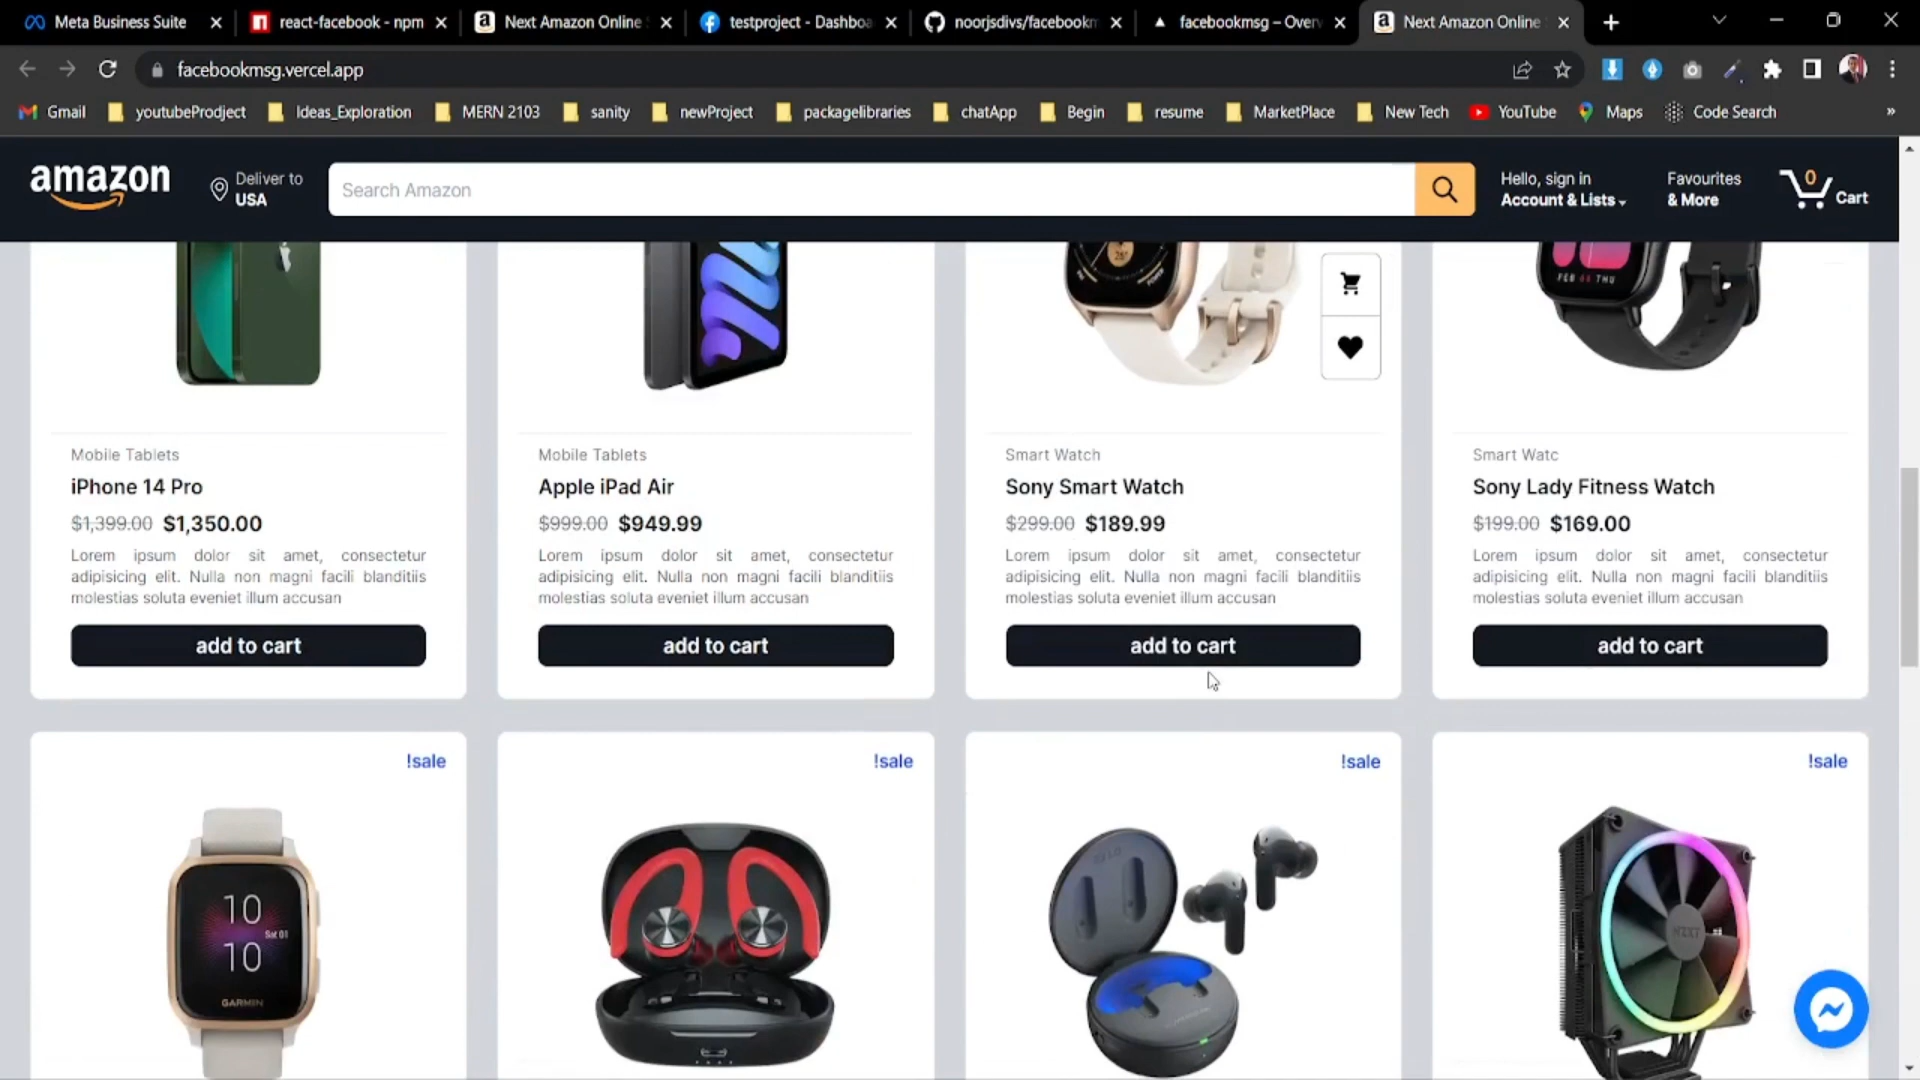 Meta Business Suite
react-facebook - npm
Next Amazon Online
testproject - Dashboa
noorjsdivs/facebookm
facebookmsg – Over
Next Amazon Online
facebookmsg.vercel.app
Gmail
youtubeProdject
Ideas_Exploration
MERN 2103
sanity
newProject
packagelibraries
chatApp
Begin
resume
MarketPlace
New Tech
YouTube
Maps
Code Search
»
amazon
Deliver to
USA
Search Amazon
Hello, sign in
Account & Lists
Favourites
& More
0
Cart
FEB 44 THU
Mobile Tablets
iPhone 14 Pro
$1,399.00 $1,350.00
Lorem ipsum dolor sit amet, consectetur
adipisicing elit. Nulla non magni facili blanditiis
molestias soluta eveniet illum accusan
add to cart
Mobile Tablets
Apple iPad Air
$999.00 $949.99
Lorem ipsum dolor sit amet, consectetur
adipisicing elit. Nulla non magni facili blanditiis
molestias soluta eveniet illum accusan
add to cart
Smart Watch
Sony Smart Watch
$299.00 $189.99
Lorem ipsum dolor sit amet, consectetur
adipisicing elit. Nulla non magni facili blanditiis
molestias soluta eveniet illum accusan
add to cart
Smart Watc
Sony Lady Fitness Watch
$199.00 $169.00
Lorem ipsum dolor sit amet, consectetur
adipisicing elit. Nulla non magni facili blanditiis
molestias soluta eveniet illum accusan
add to cart
!sale
10
Sat 01
10
GARMIN
!sale
!sale
!sale
NZXT